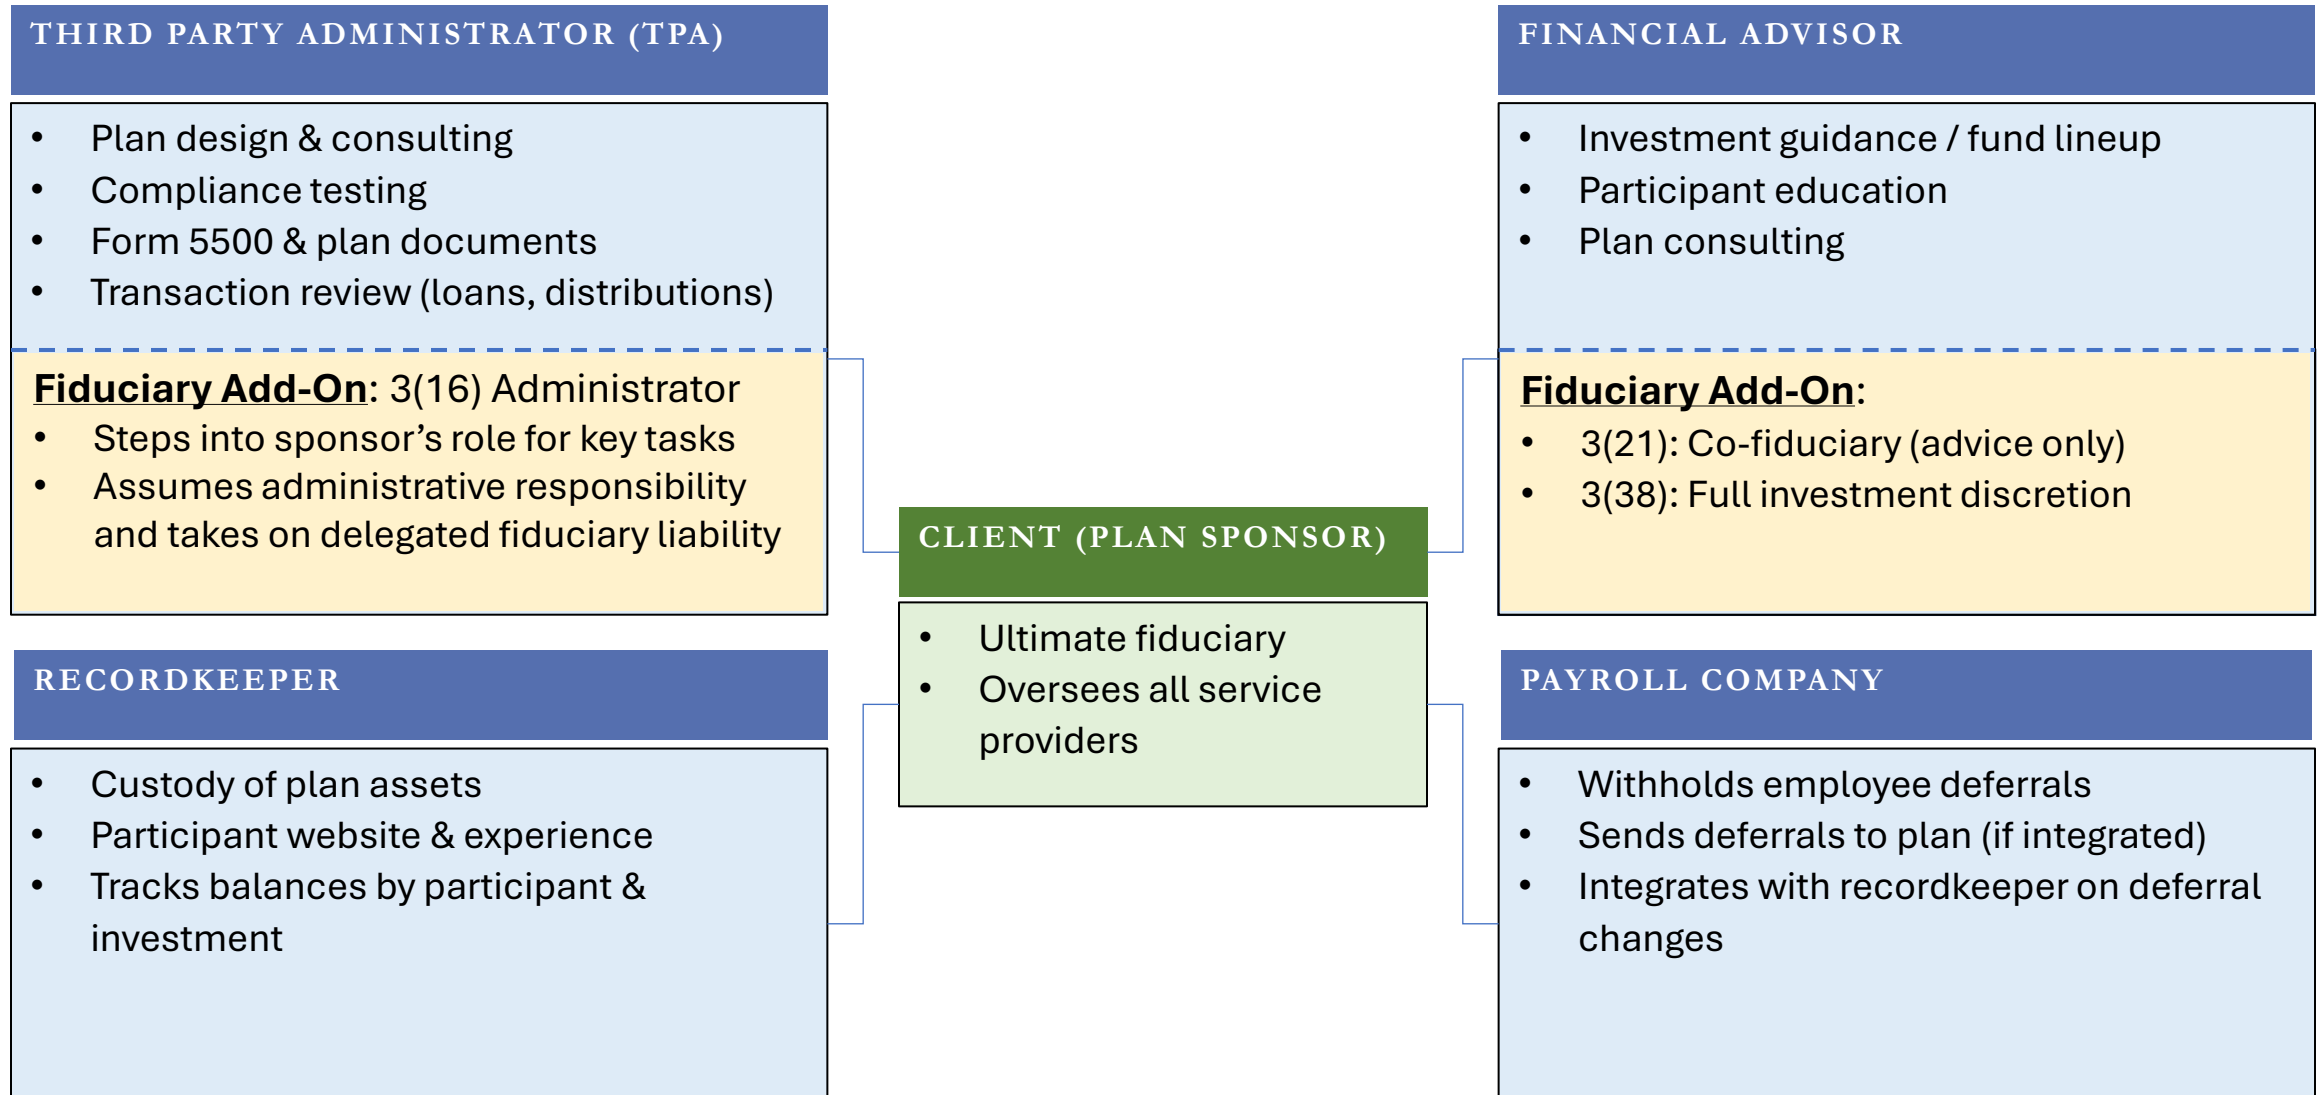 THIRD PARTY ADMINISTRATOR (TPA)
• Plan design & consulting
• Compliance testing
• Form 5500 & plan documents
• Transaction review (loans, distributions)
Fiduciary Add-On: 3(16) Administrator
• Steps into sponsor’s role for key tasks
• Assumes administrative responsibility
and takes on delegated fiduciary liability
FINANCIAL ADVISOR
• Investment guidance / fund lineup
• Participant education
• Plan consulting
Fiduciary Add-On:
• 3(21): Co-fiduciary (advice only)
• 3(38): Full investment discretion
CLIENT (PLAN SPONSOR)
• Ultimate fiduciary
• Oversees all service
providers
RECORDKEEPER
• Custody of plan assets
• Participant website & experience
• Tracks balances by participant &
investment
PAYROLL COMPANY
• Withholds employee deferrals
• Sends deferrals to plan (if integrated)
• Integrates with recordkeeper on deferral
changes